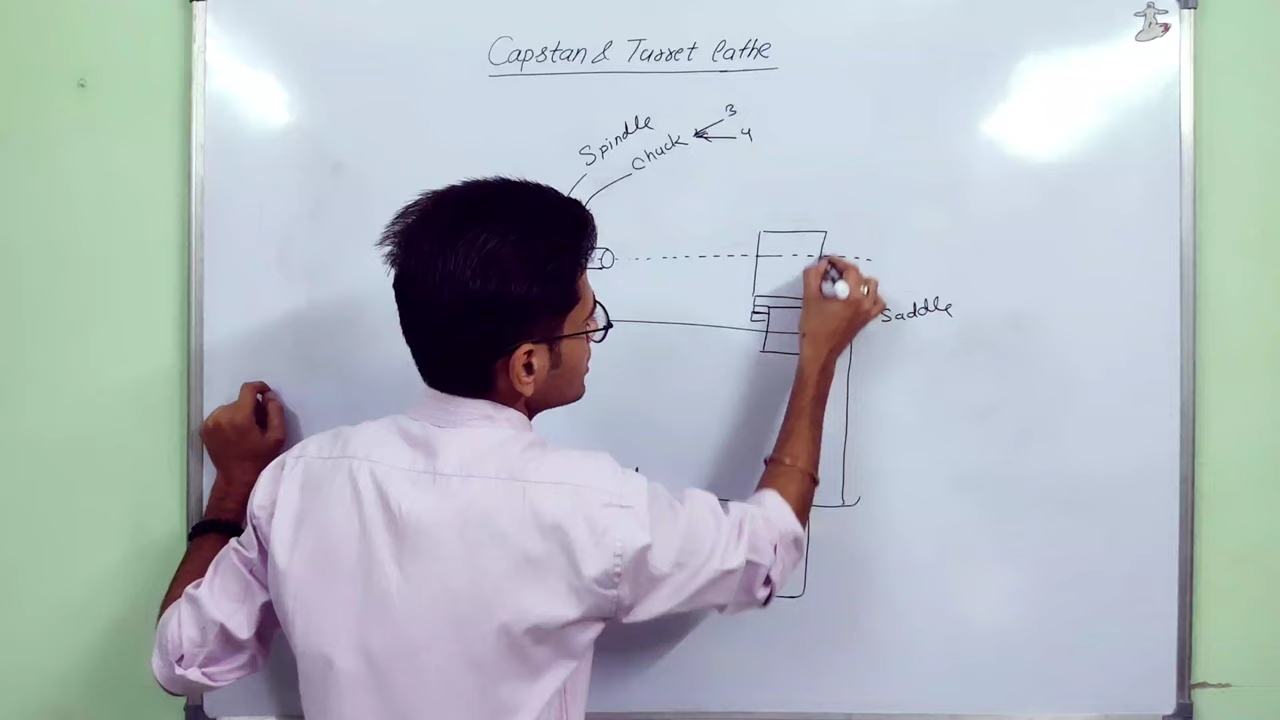 Capstan & Turret lathe
Spindle
Chuck
3
4
Saddle